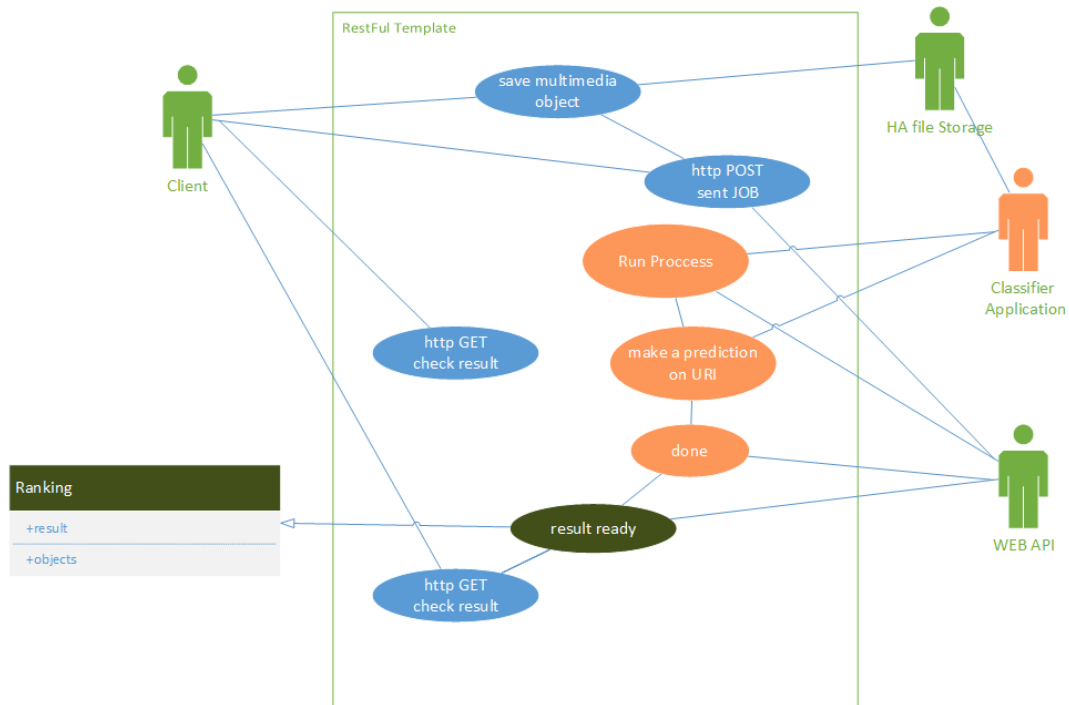 RestFul Template
save multimedia
object
HA file Storage
Client
http POST
sent JOB
Run Proccess
Classifier
Application
http GET
check result
make a prediction
on URI
done
Ranking
+result
+objects
result ready
WEB API
http GET
check result